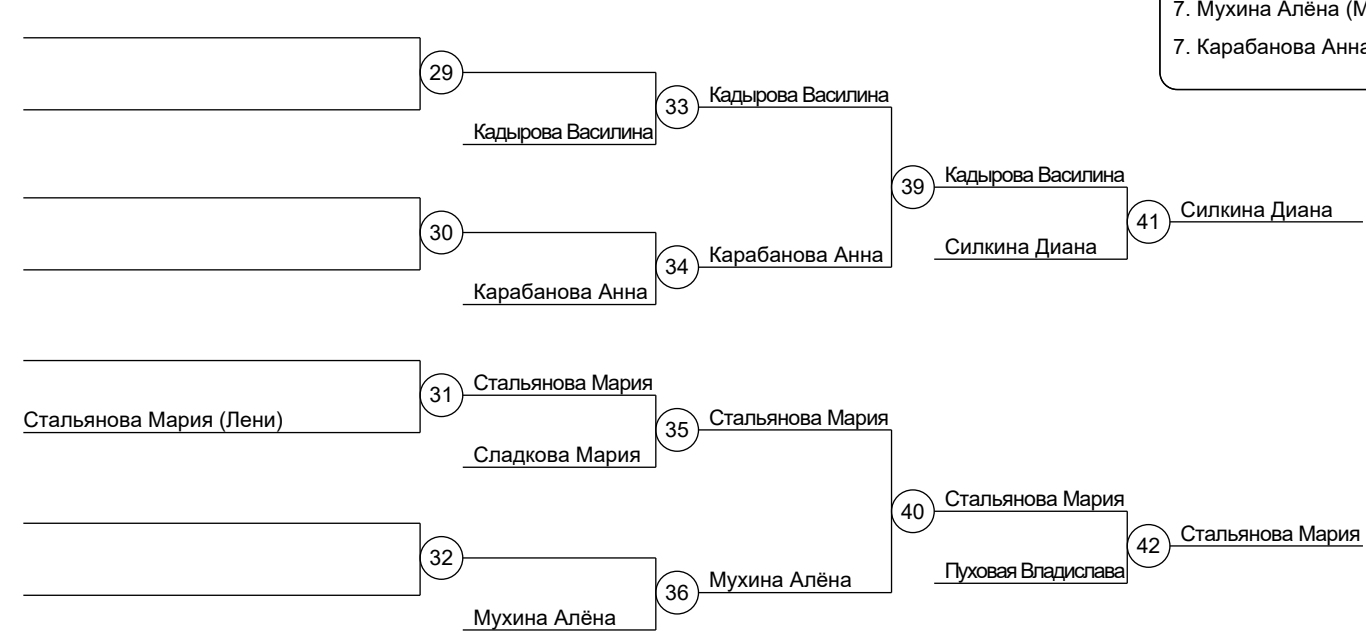 7. Мухина Алёна (М
7. Карабанова Анна
29
Кадырова Василина
33
Кадырова Василина
Кадырова Василина
39
Силкина Диана
41
30
Силкина Диана
Карабанова Анна
34
Карабанова Анна
Стальянова Мария
31
Стальянова Мария (Лени)
Стальянова Мария
35
Сладкова Мария
Стальянова Мария
40
Стальянова Мария
42
32
Пуховая Владислава
Мухина Алёна
36
Мухина Алёна